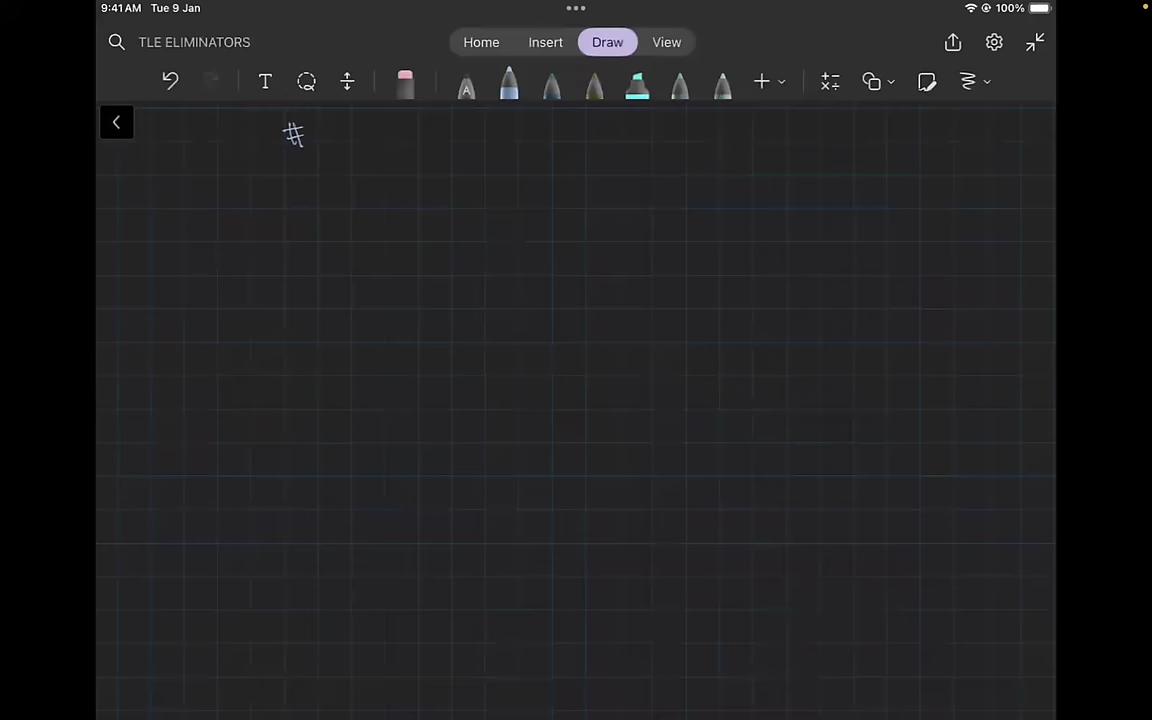 9:41 AM Tue 9 Jan 100%
TLE ELIMINATORS Home Insert Draw View
T A
#